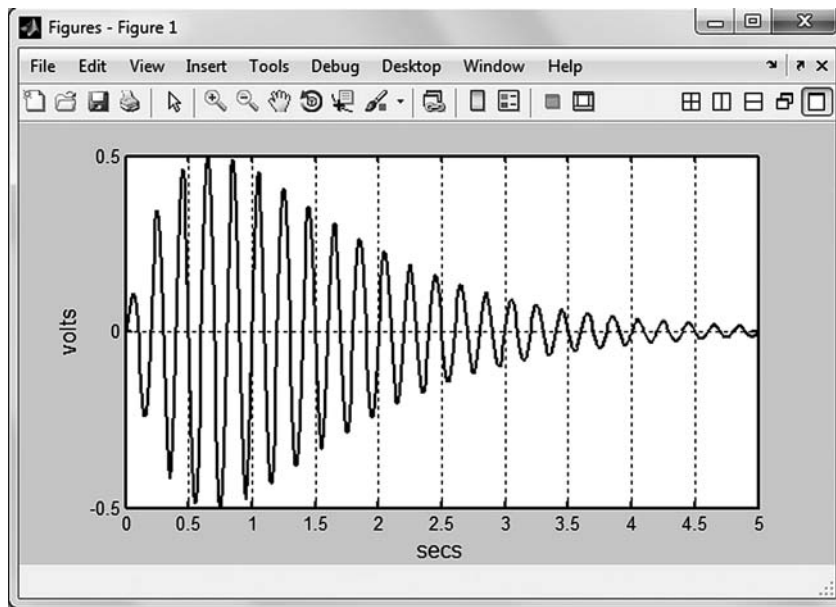 Figures - Figure 1
File Edit View Insert Tools Debug Desktop Window Help
0.5
0
-0.5
volts
0 0.5 1 1.5 2 2.5 3 3.5 4 4.5 5
secs